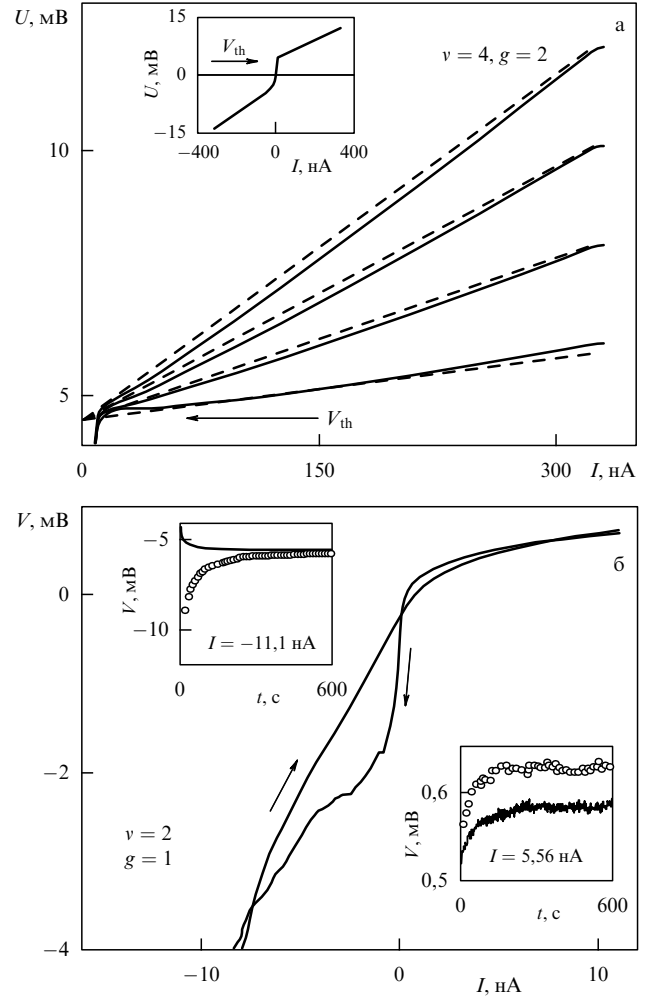 U, мВ
15
а
V_th
ν = 4, g = 2
U, мВ
0
−15
−400
0
400
I, нА
10
5
V_th
0
150
300
I, нА
V, мВ
−5
б
V, мВ
0
−10
I = −11,1 нА
0
600
t, с
−2
0,6
ν = 2
g = 1
V, мВ
I = 5,56 нА
0,5
0
600
t, с
−4
−10
0
10
I, нА